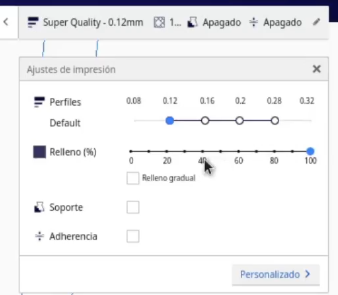 Super Quality - 0.12mm 1... Apagado Apagado
Ajustes de impresión
Perfiles 0.08 0.12 0.16 0.2 0.28 0.32
Default
Relleno (%)
0 20 40 60 80 100
Relleno gradual
Soporte
Adherencia
Personalizado